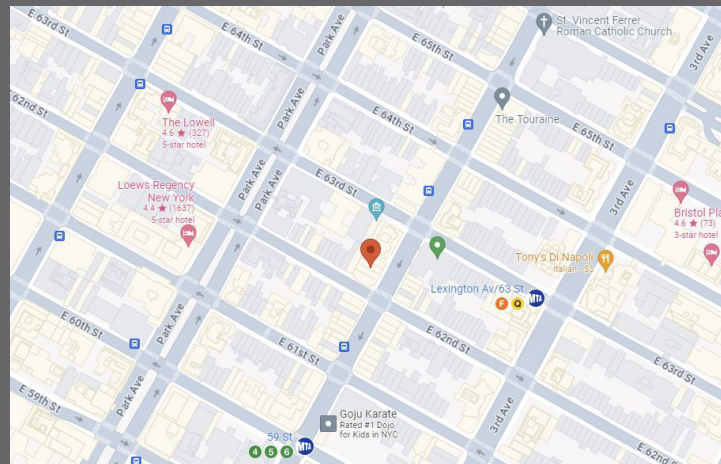 E 63rd St
Park Ave
E 64th St
Park Ave
E 65th St
St. Vincent Ferrer
Roman Catholic Church
3rd Ave
E 62nd St
The Lowell
4.6 ★ (327)
5-star hotel
E 64th St
The Touraine
E 65th St
Park Ave
Park Ave
Loews Regency
New York
4.4 ★ (1637)
5-star hotel
E 63rd St
3rd Ave
Bristol Pla
4.6 ★ (73)
3-star hotel
Tony's Di Napoli
Italian • $$
Lexington Av/63 St
F Q MTA
Park Ave
E 60th St
E 61st St
E 62nd St
E 63rd St
Park Ave
E 59th St
Goju Karate
Rated #1 Dojo
for Kids in NYC
3rd Ave
59 St
4 5 6 MTA
E 62nd St